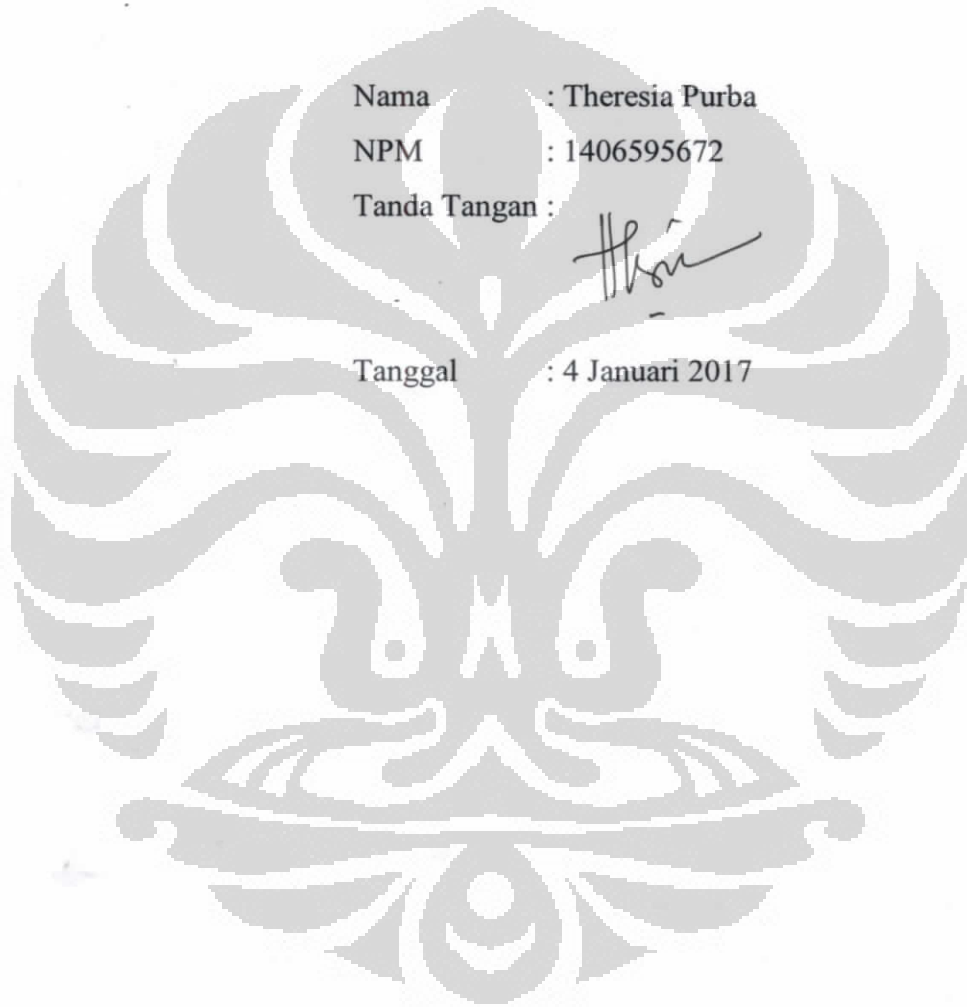 Nama : Theresia Purba
NPM : 1406595672
Tanda Tangan :
Tanggal : 4 Januari 2017